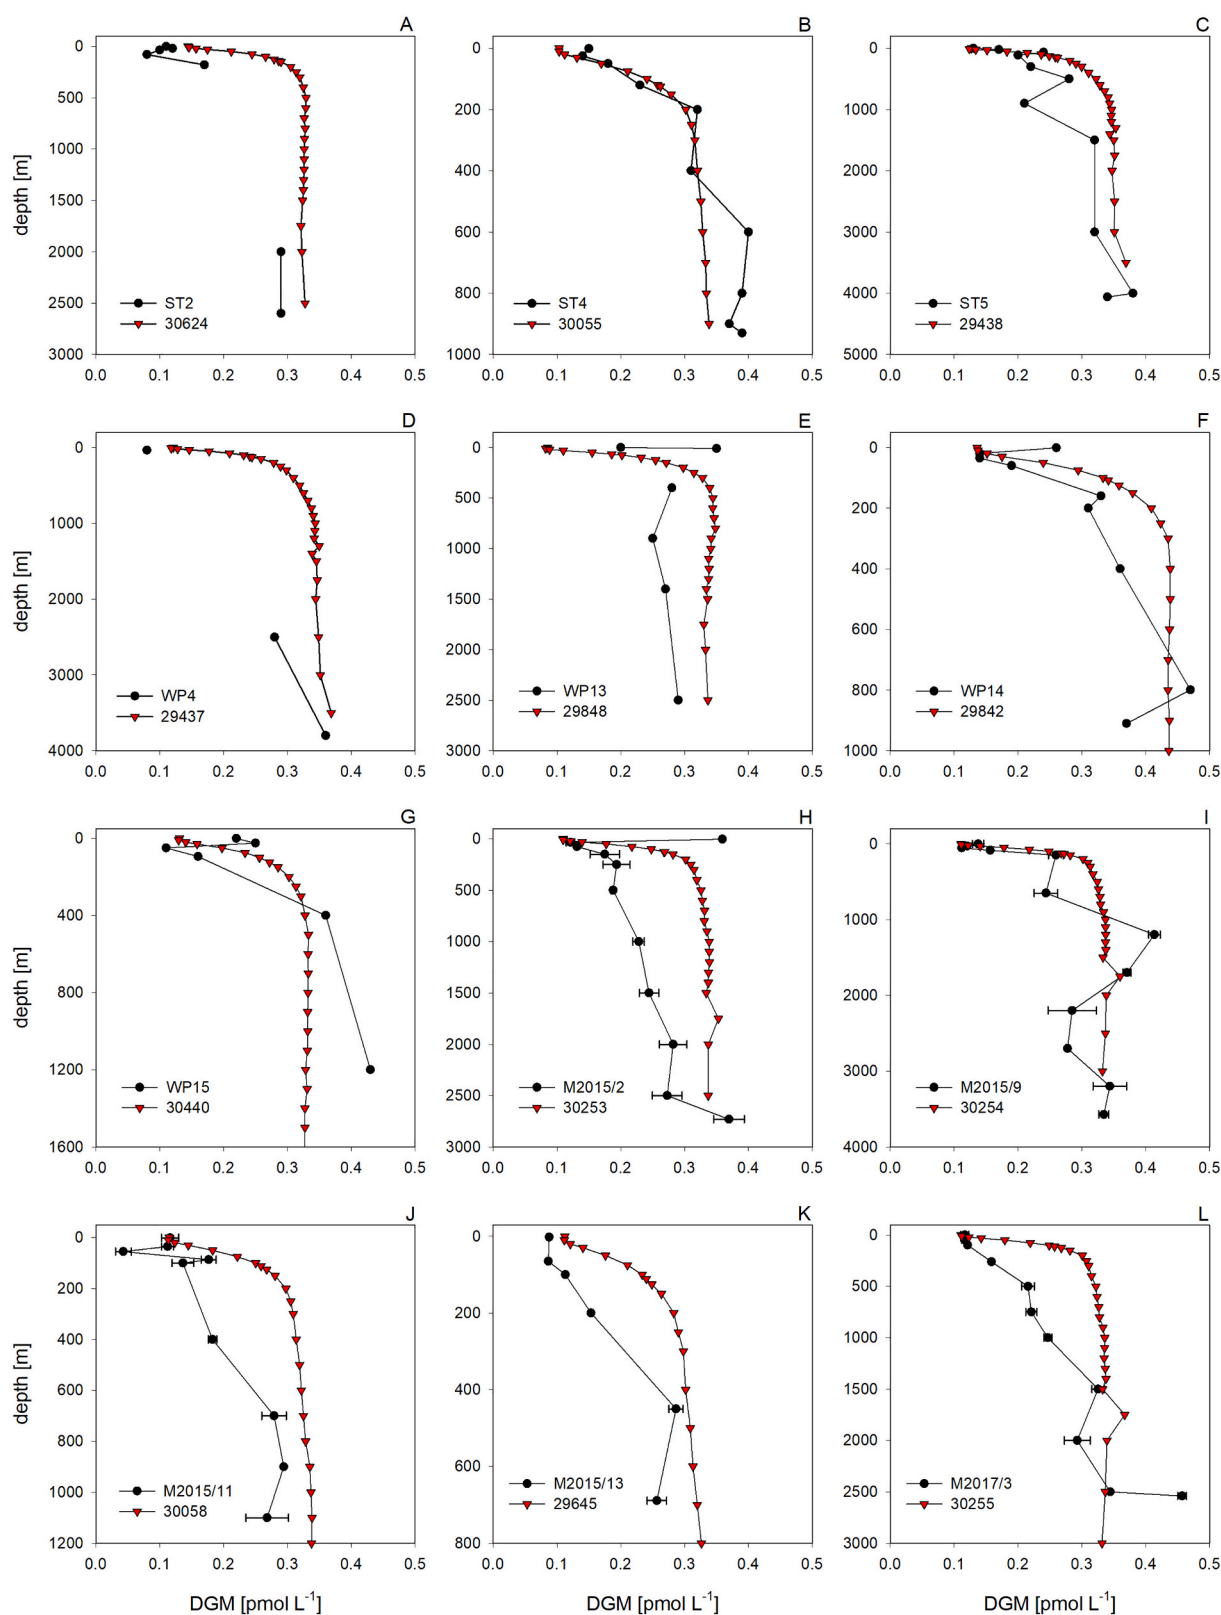 A
B
C
0
500
1000
1500
2000
2500
3000
0
200
400
600
800
1000
0
1000
2000
3000
4000
5000
depth [m]
ST2
30624
ST4
30055
ST5
29438
0.0 0.1 0.2 0.3 0.4 0.5
0.0 0.1 0.2 0.3 0.4 0.5
0.0 0.1 0.2 0.3 0.4 0.5
D
E
F
0
1000
2000
3000
4000
0
500
1000
1500
2000
2500
3000
0
200
400
600
800
1000
depth [m]
WP4
29437
WP13
29848
WP14
29842
0.0 0.1 0.2 0.3 0.4 0.5
0.0 0.1 0.2 0.3 0.4 0.5
0.0 0.1 0.2 0.3 0.4 0.5
G
H
I
0
400
800
1200
1600
0
500
1000
1500
2000
2500
3000
0
1000
2000
3000
4000
depth [m]
WP15
30440
M2015/2
30253
M2015/9
30254
0.0 0.1 0.2 0.3 0.4 0.5
0.0 0.1 0.2 0.3 0.4 0.5
0.0 0.1 0.2 0.3 0.4 0.5
J
K
L
0
200
400
600
800
1000
1200
0
200
400
600
800
0
500
1000
1500
2000
2500
3000
depth [m]
M2015/11
30058
M2015/13
29645
M2017/3
30255
0.0 0.1 0.2 0.3 0.4 0.5
0.0 0.1 0.2 0.3 0.4 0.5
0.0 0.1 0.2 0.3 0.4 0.5
DGM [pmol L⁻¹]
DGM [pmol L⁻¹]
DGM [pmol L⁻¹]